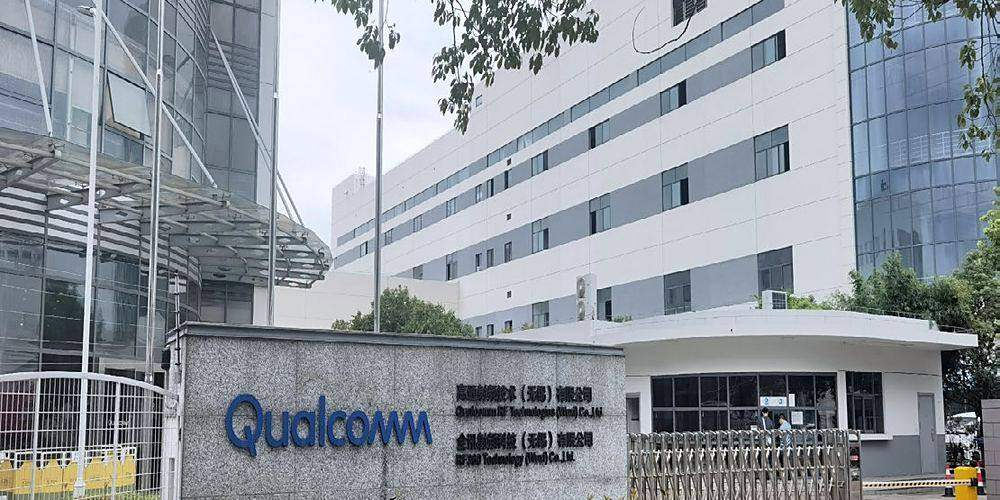 Qualcomm
高通射频技术（无锡）有限公司
Qualcomm RF Technologies (Wuxi) Co.,Ltd.
全讯射频科技（无锡）有限公司
RF360 Technology (Wuxi) Co.,Ltd.